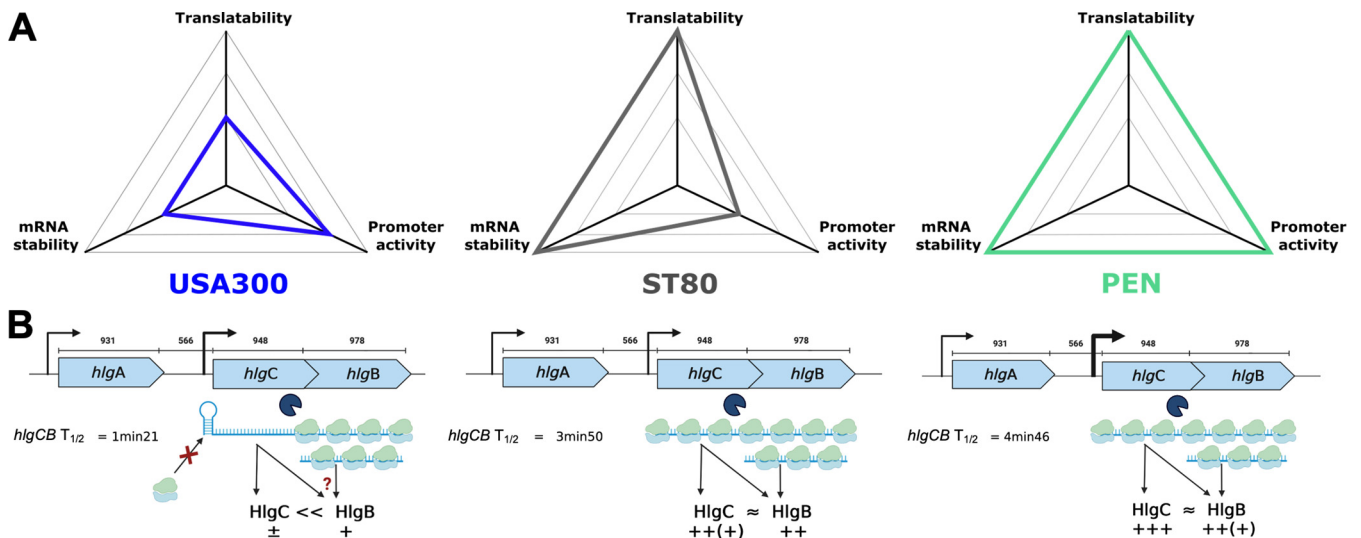 A
Translatability
mRNA
stability
Promoter
activity
USA300
Translatability
mRNA
stability
Promoter
activity
ST80
Translatability
mRNA
stability
Promoter
activity
PEN
B
931 566 948 978
hlgA hlgC hlgB
hlgCB T1/2 = 1min21
?
HlgC << HlgB
± +
931 566 948 978
hlgA hlgC hlgB
hlgCB T1/2 = 3min50
HlgC ≈ HlgB
++(+) ++
931 566 948 978
hlgA hlgC hlgB
hlgCB T1/2 = 4min46
HlgC ≈ HlgB
+++ ++(+)